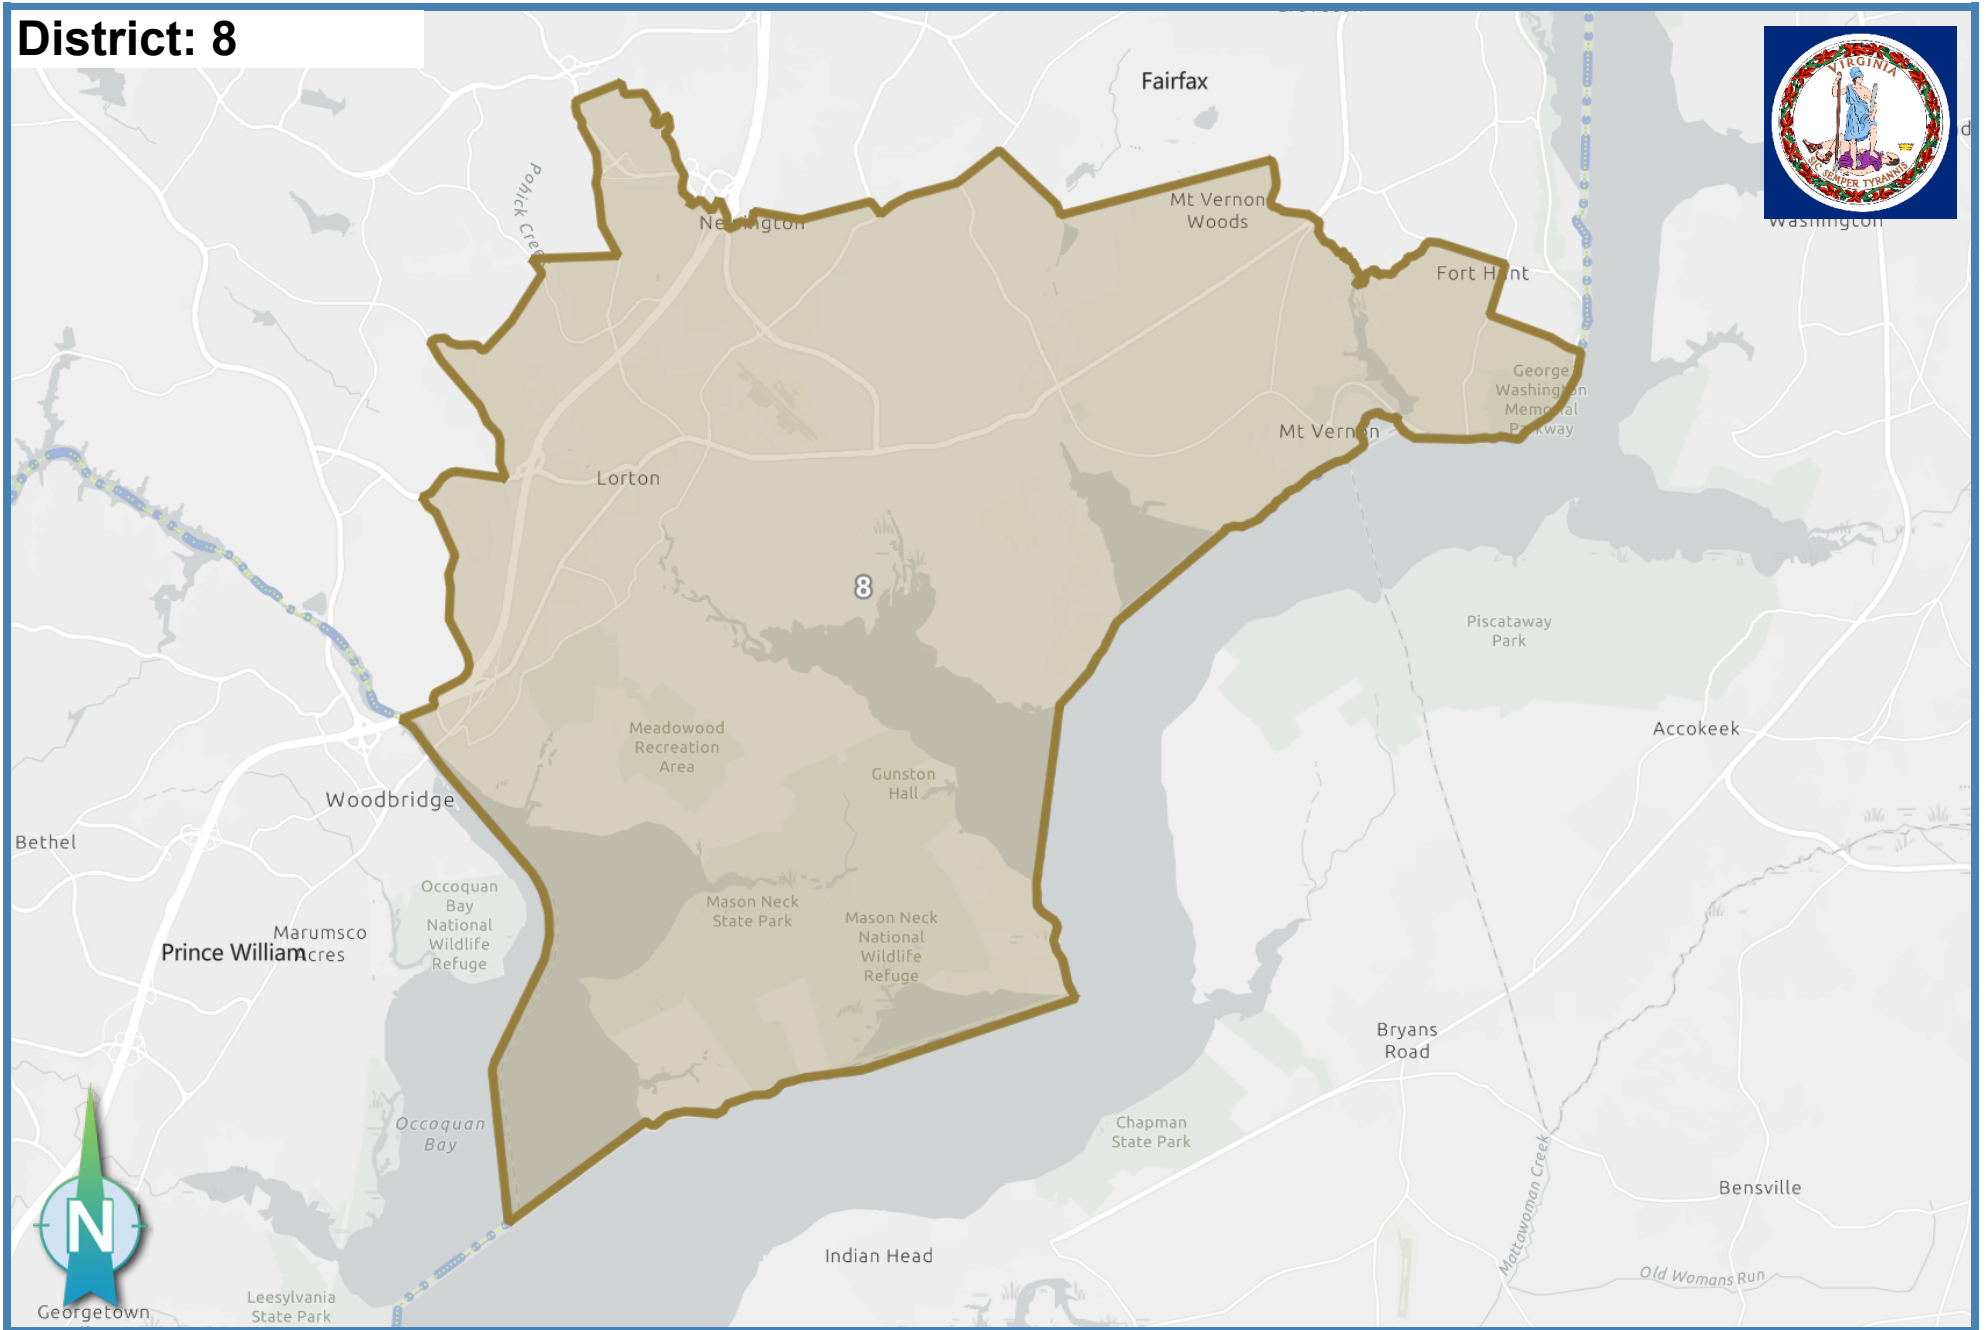 District: 8
Fairfax
VIRGINIA
SIC SEMPER TYRANNIS
Washington
Pohick Creek
Newington
Mt Vernon
Woods
Fort Hunt
George
Washington
Memorial
Parkway
Mt Vernon
Lorton
8
Piscataway
Park
Meadowood
Recreation
Area
Accokeek
Gunston
Hall
Woodbridge
Bethel
Occoquan
Bay
National
Wildlife
Refuge
Mason Neck
State Park
Mason Neck
National
Wildlife
Refuge
Marumsco
Acres
Prince William
Bryans
Road
Occoquan
Bay
Chapman
State Park
Mattawoman Creek
Bensville
N
Indian Head
Old Womans Run
Leesylvania
State Park
Georgetown